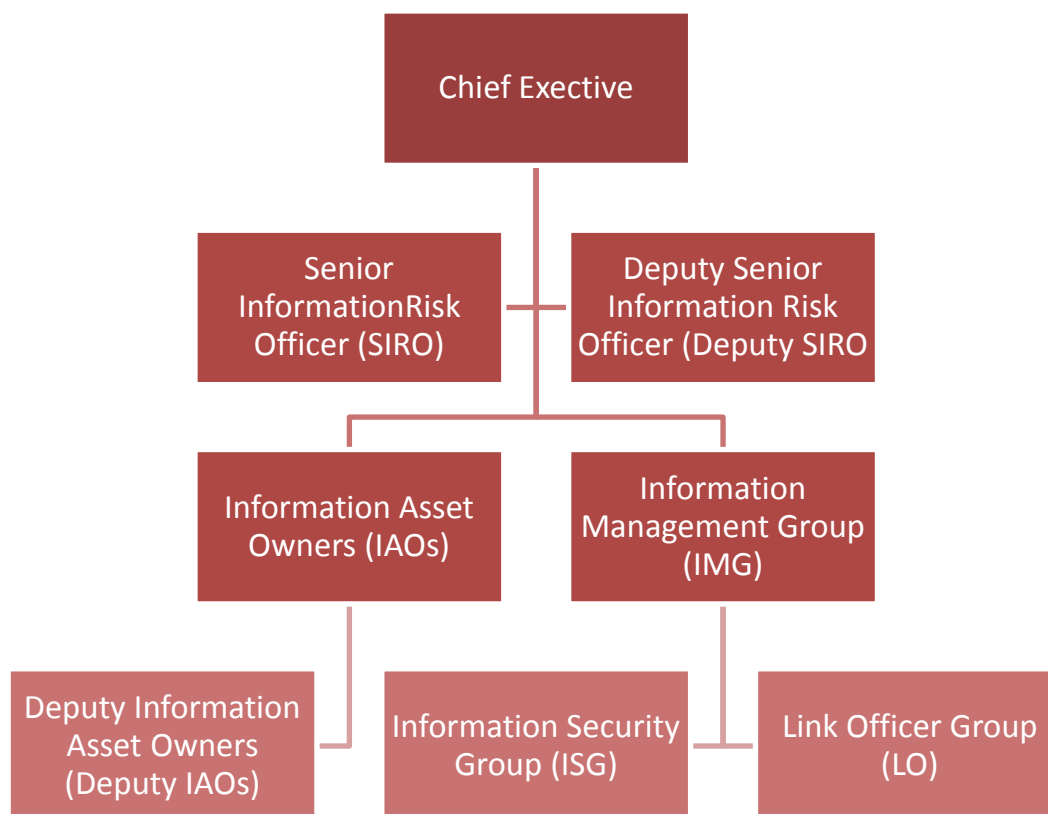 Chief Exective
Senior
InformationRisk
Officer (SIRO)
Deputy Senior
Information Risk
Officer (Deputy SIRO
Information Asset
Owners (IAOs)
Information
Management Group
(IMG)
Deputy Information
Asset Owners
(Deputy IAOs)
Information Security
Group (ISG)
Link Officer Group
(LO)